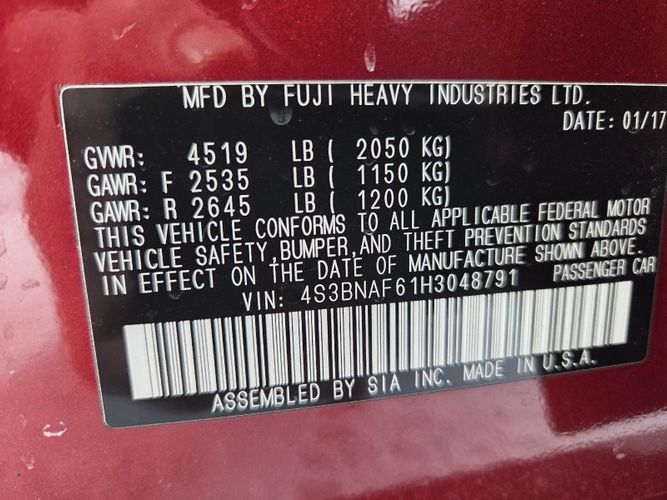 MFD BY FUJI HEAVY INDUSTRIES LTD.
DATE: 01/17
GVWR: 4519 LB ( 2050 KG)
GAWR: F 2535 LB ( 1150 KG)
GAWR: R 2645 LB ( 1200 KG)
THIS VEHICLE CONFORMS TO ALL APPLICABLE FEDERAL MOTOR
VEHICLE SAFETY, BUMPER, AND THEFT PREVENTION STANDARDS
IN EFFECT ON THE DATE OF MANUFACTURE SHOWN ABOVE.
VIN: 4S3BNAF61H3048791 PASSENGER CAR
ASSEMBLED BY SIA INC. MADE IN U.S.A.